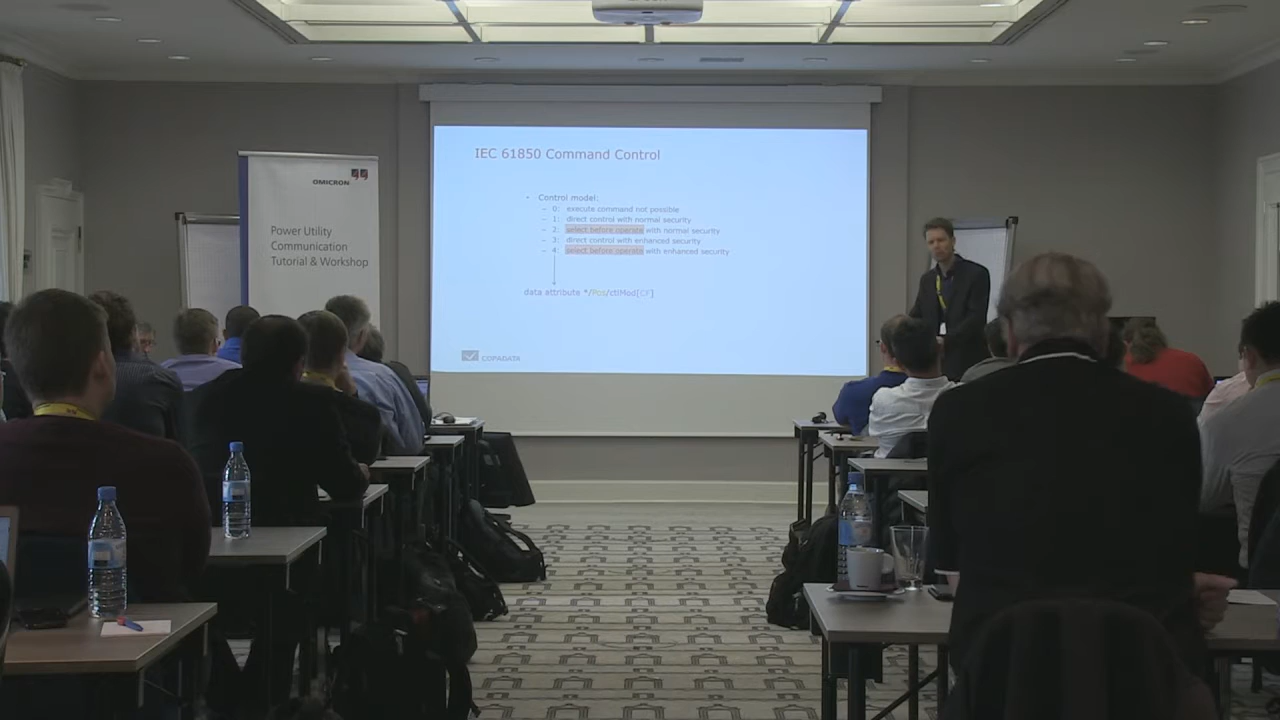 OMICRON
Power Utility
Communication
Tutorial & Workshop
IEC 61850 Command Control
• Control model:
– 0: execute command not possible
– 1: direct control with normal security
– 2: select before operate with normal security
– 3: direct control with enhanced security
– 4: select before operate with enhanced security
data attribute */Pos/ctlMod[CF]
COPADATA